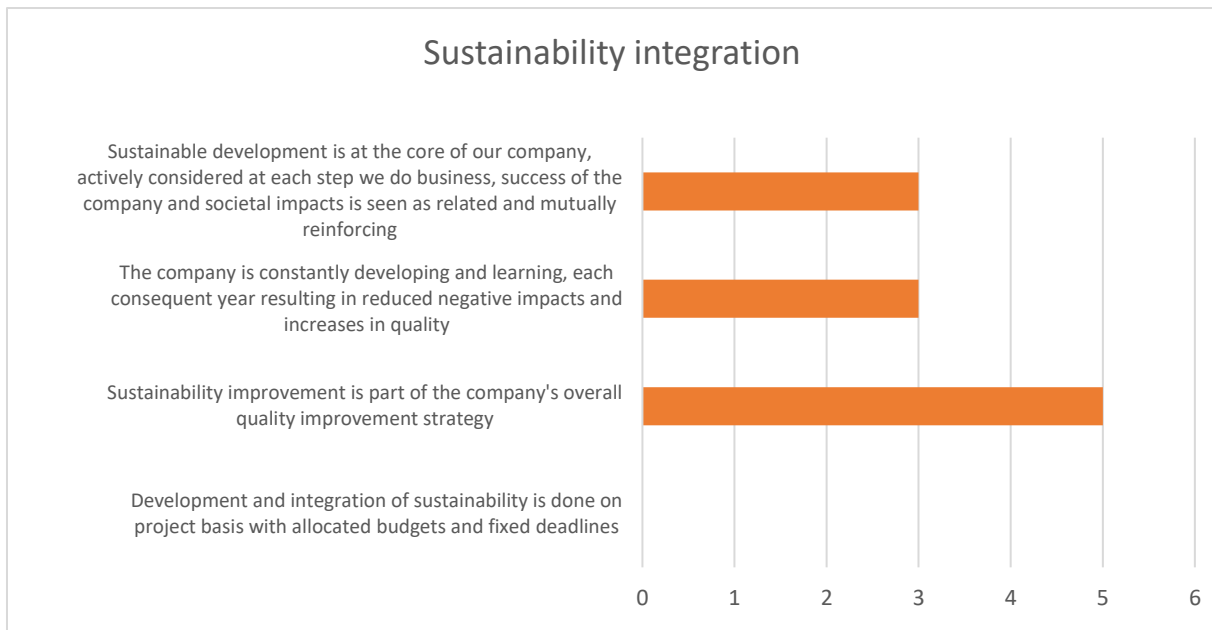 Sustainability integration
Sustainable development is at the core of our company,
actively considered at each step we do business, success of the
company and societal impacts is seen as related and mutually
reinforcing
The company is constantly developing and learning, each
consequent year resulting in reduced negative impacts and
increases in quality
Sustainability improvement is part of the company's overall
quality improvement strategy
Development and integration of sustainability is done on
project basis with allocated budgets and fixed deadlines
0 1 2 3 4 5 6